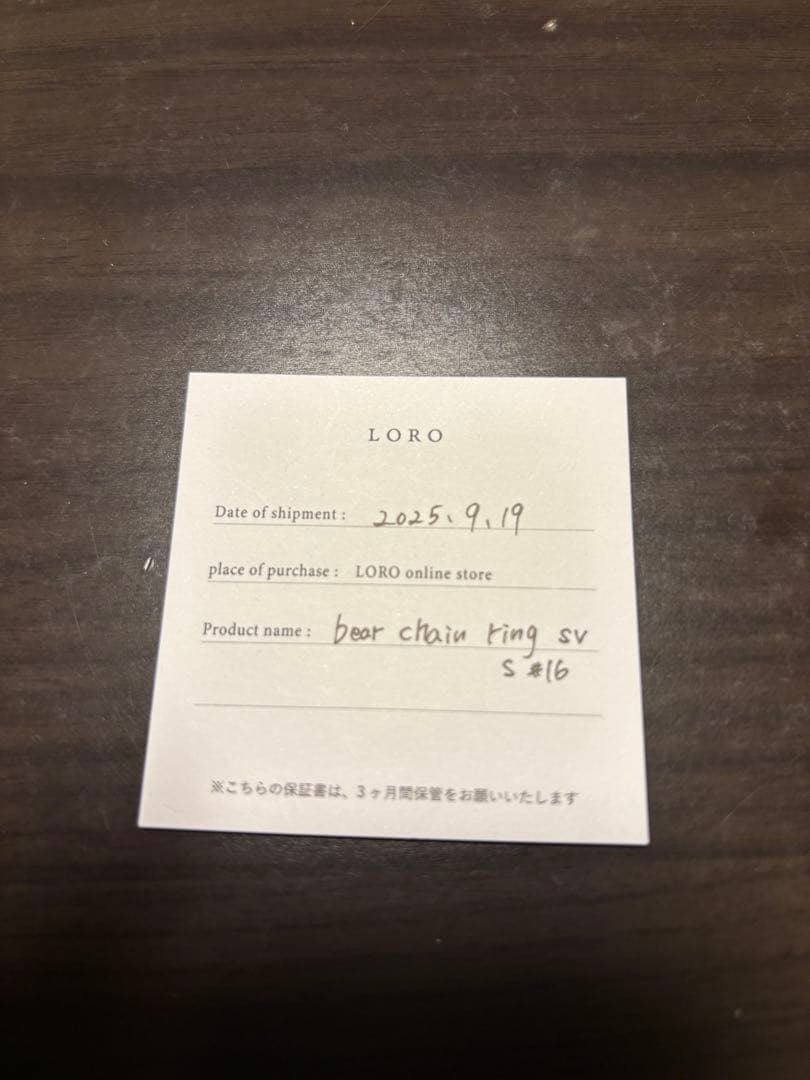 LORO
Date of shipment : 2025、9、19
place of purchase : LORO online store
Product name : bear chain ring sv
S #16
※こちらの保証書は、3ヶ月間保管をお願いいたします